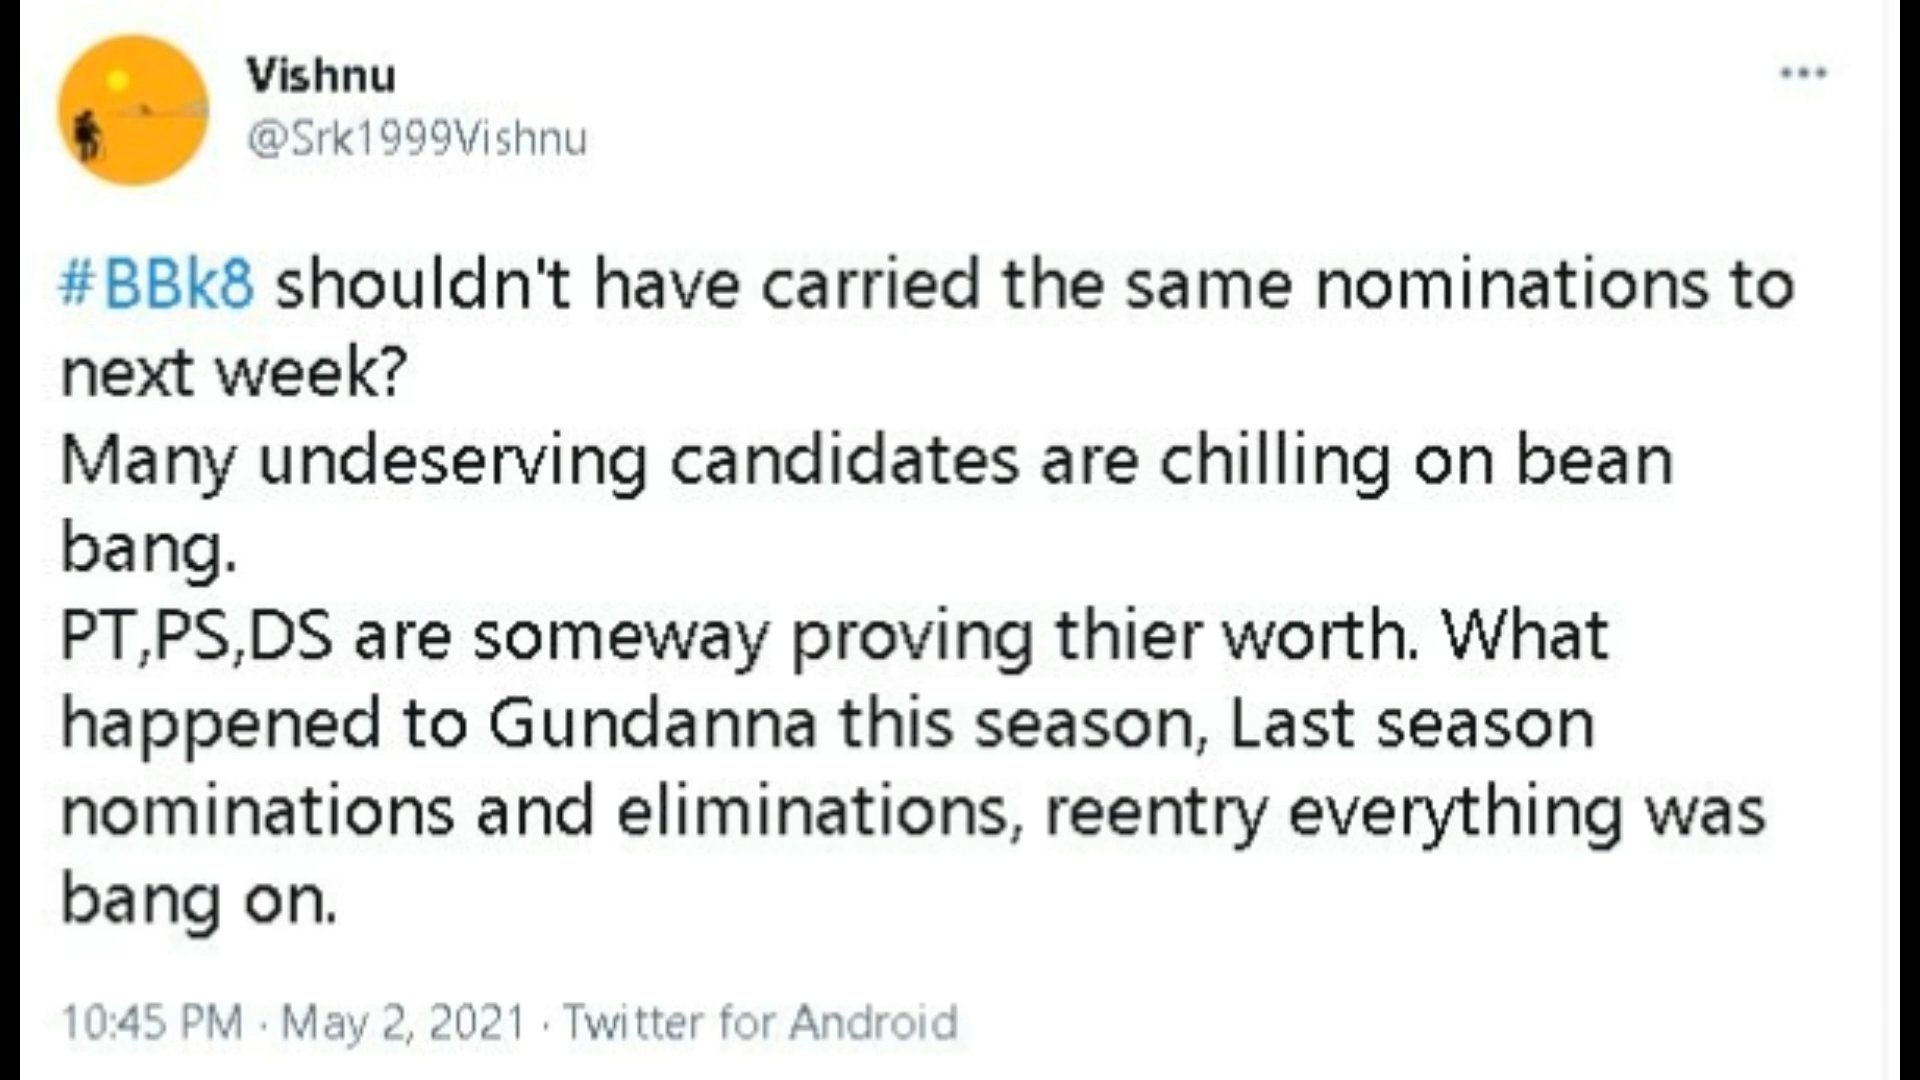 Vishnu
@Srk1999Vishnu
#BBk8 shouldn't have carried the same nominations to
next week?
Many undeserving candidates are chilling on bean
bang.
PT,PS,DS are someway proving thier worth. What
happened to Gundanna this season, Last season
nominations and eliminations, reentry everything was
bang on.
10:45 PM · May 2, 2021 · Twitter for Android